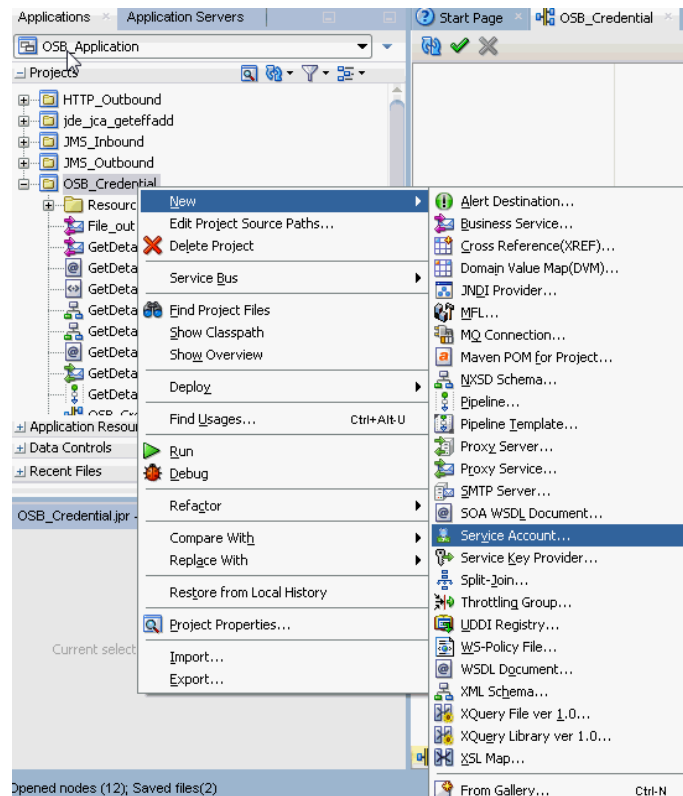 Applications
Application Servers
Start Page
OSB_Credential
OSB_Application
Projects
HTTP_Outbound
jde_jca_geteffadd
JMS_Inbound
JMS_Outbound
OSB_Credential
Resourc
File_out
GetDeta
GetDeta
GetDeta
GetDeta
GetDeta
GetDeta
GetDeta
GetDeta
OSB_Cre
Application Resour
Data Controls
Recent Files
OSB_Credential.jpr -
Current select
Opened nodes (12); Saved files(2)
New
Edit Project Source Paths...
Delete Project
Service Bus
Find Project Files
Show Classpath
Show Overview
Deploy
Find Usages... Ctrl+Alt-U
Run
Debug
Refactor
Compare With
Replace With
Restore from Local History
Project Properties...
Import...
Export...
Alert Destination...
Business Service...
Cross Reference(XREF)...
Domain Value Map(DVM)...
JNDI Provider...
MFL...
MQ Connection...
Maven POM for Project...
NXSD Schema...
Pipeline...
Pipeline Template...
Proxy Server...
Proxy Service...
SMTP Server...
SOA WSDL Document...
Service Account...
Service Key Provider...
Split-Join...
Throttling Group...
UDDI Registry...
WS-Policy File...
WSDL Document...
XML Schema...
XQuery File ver 1.0...
XQuery Library ver 1.0...
XSL Map...
From Gallery... Ctrl-N